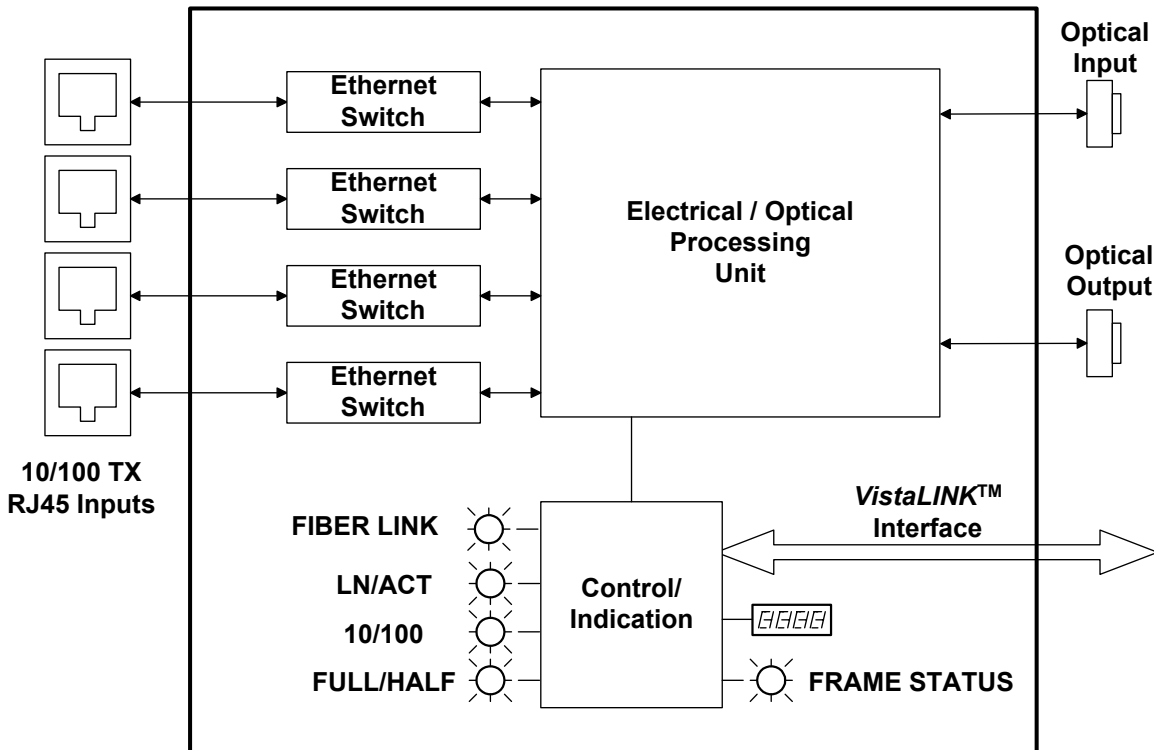 Optical
Input
Ethernet
Switch
Ethernet
Switch
Electrical / Optical
Processing
Unit
Optical
Output
Ethernet
Switch
Ethernet
Switch
10/100 TX
RJ45 Inputs
VistaLINK™
Interface
FIBER LINK
LN/ACT
10/100
FULL/HALF
Control/
Indication
FRAME STATUS